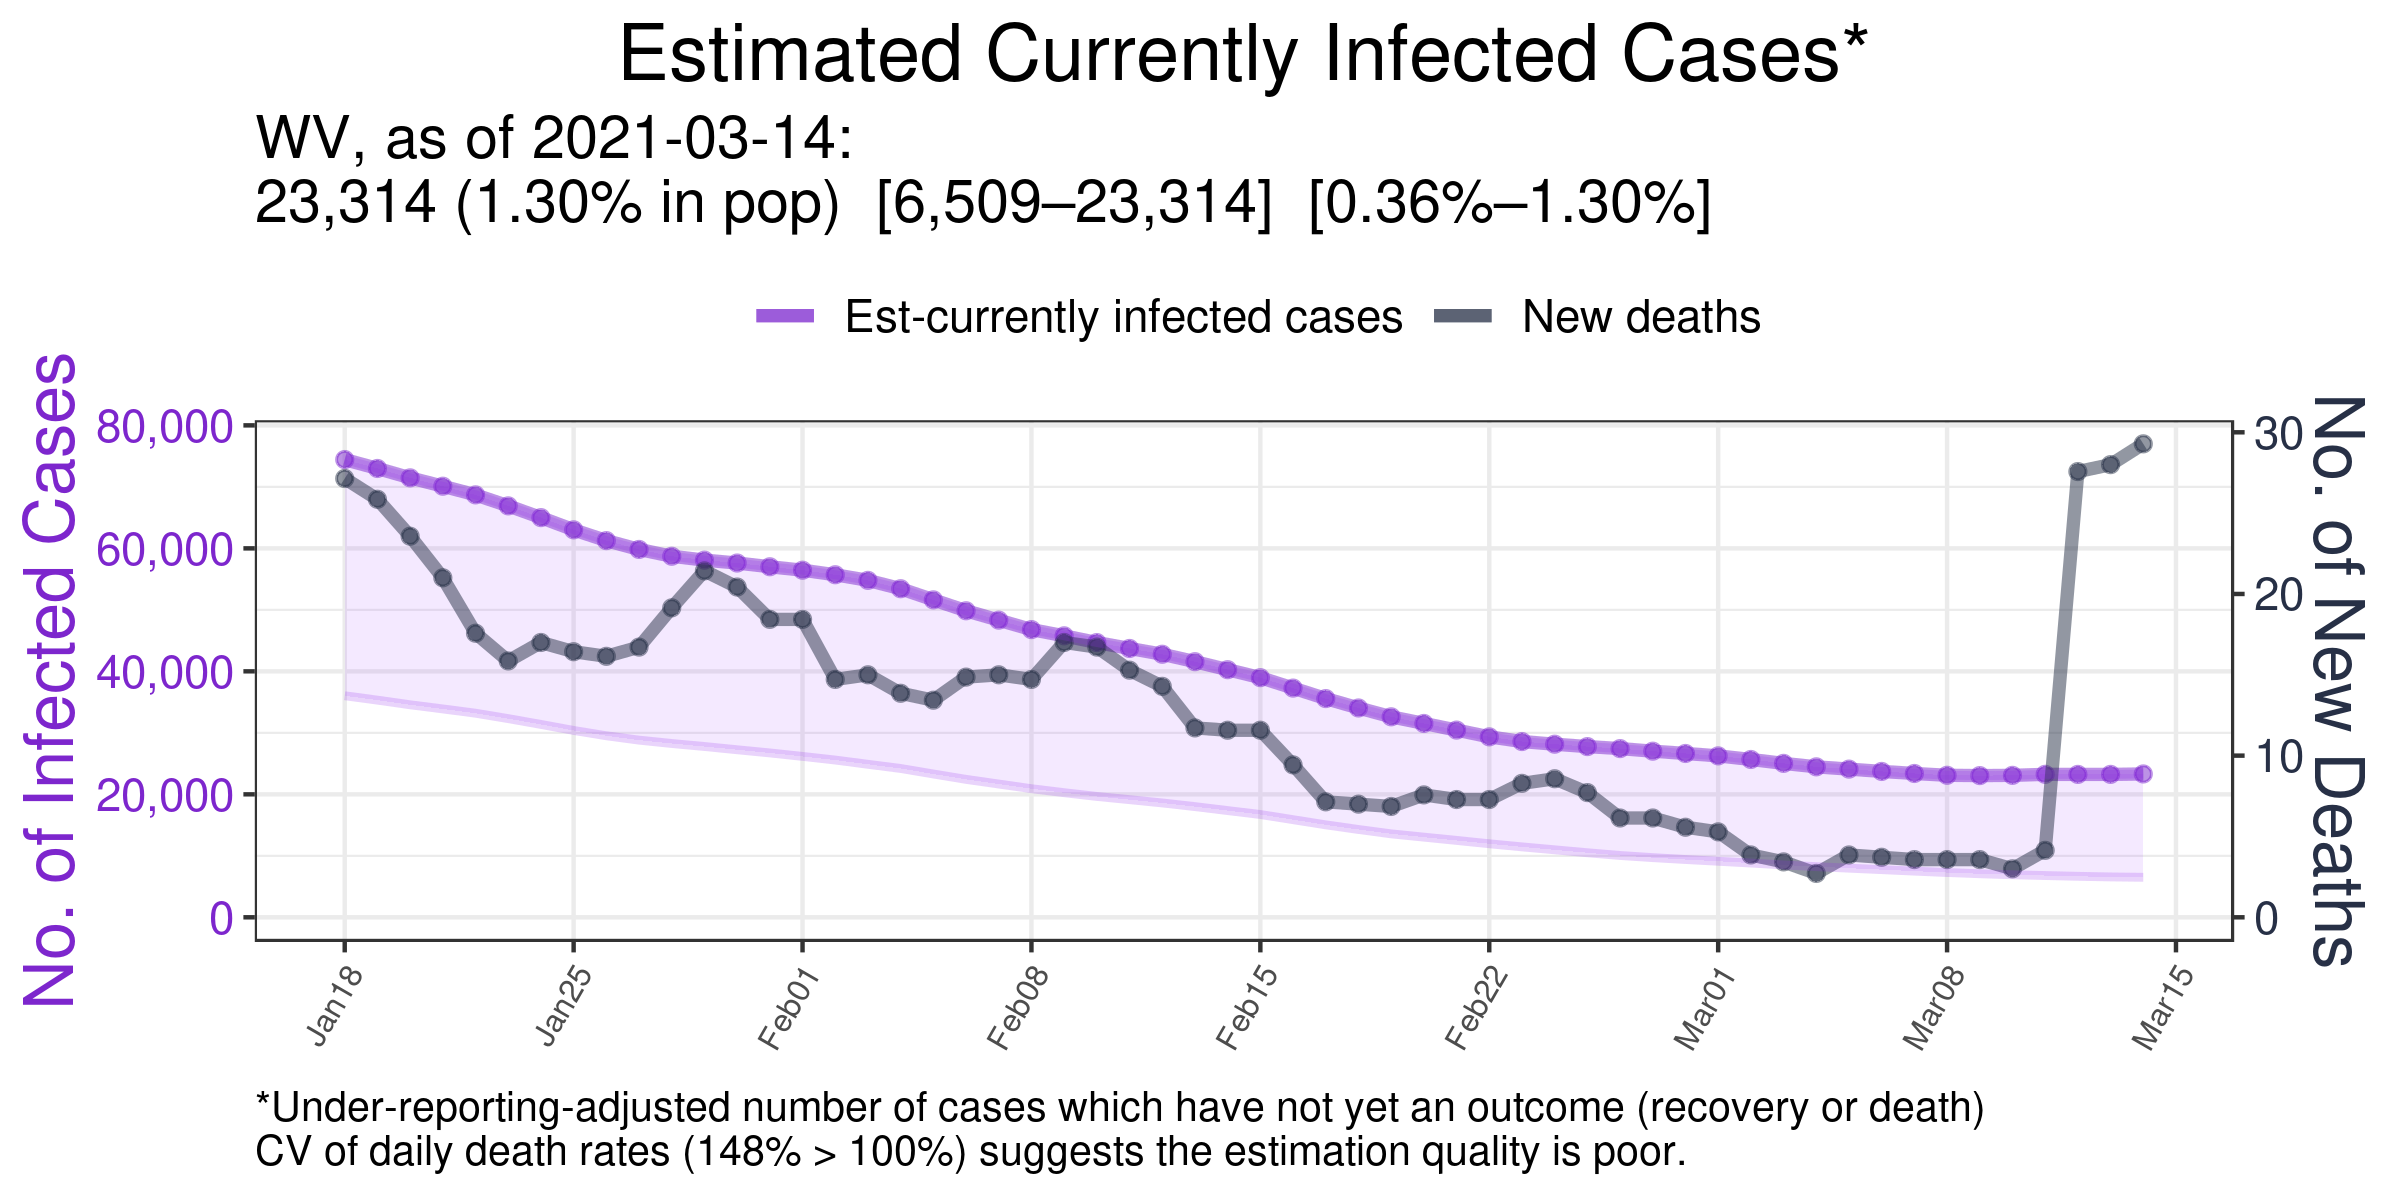 Estimated Currently Infected Cases*
WV, as of 2021-03-14:
23,314 (1.30% in pop)  [6,509–23,314]  [0.36%–1.30%]
Est-currently infected cases
New deaths
No. of Infected Cases
80,000
60,000
40,000
20,000
0
30
20
10
0
No. of New Deaths
Jan18
Jan25
Feb01
Feb08
Feb15
Feb22
Mar01
Mar08
Mar15
*Under-reporting-adjusted number of cases which have not yet an outcome (recovery or death)
CV of daily death rates (148% > 100%) suggests the estimation quality is poor.